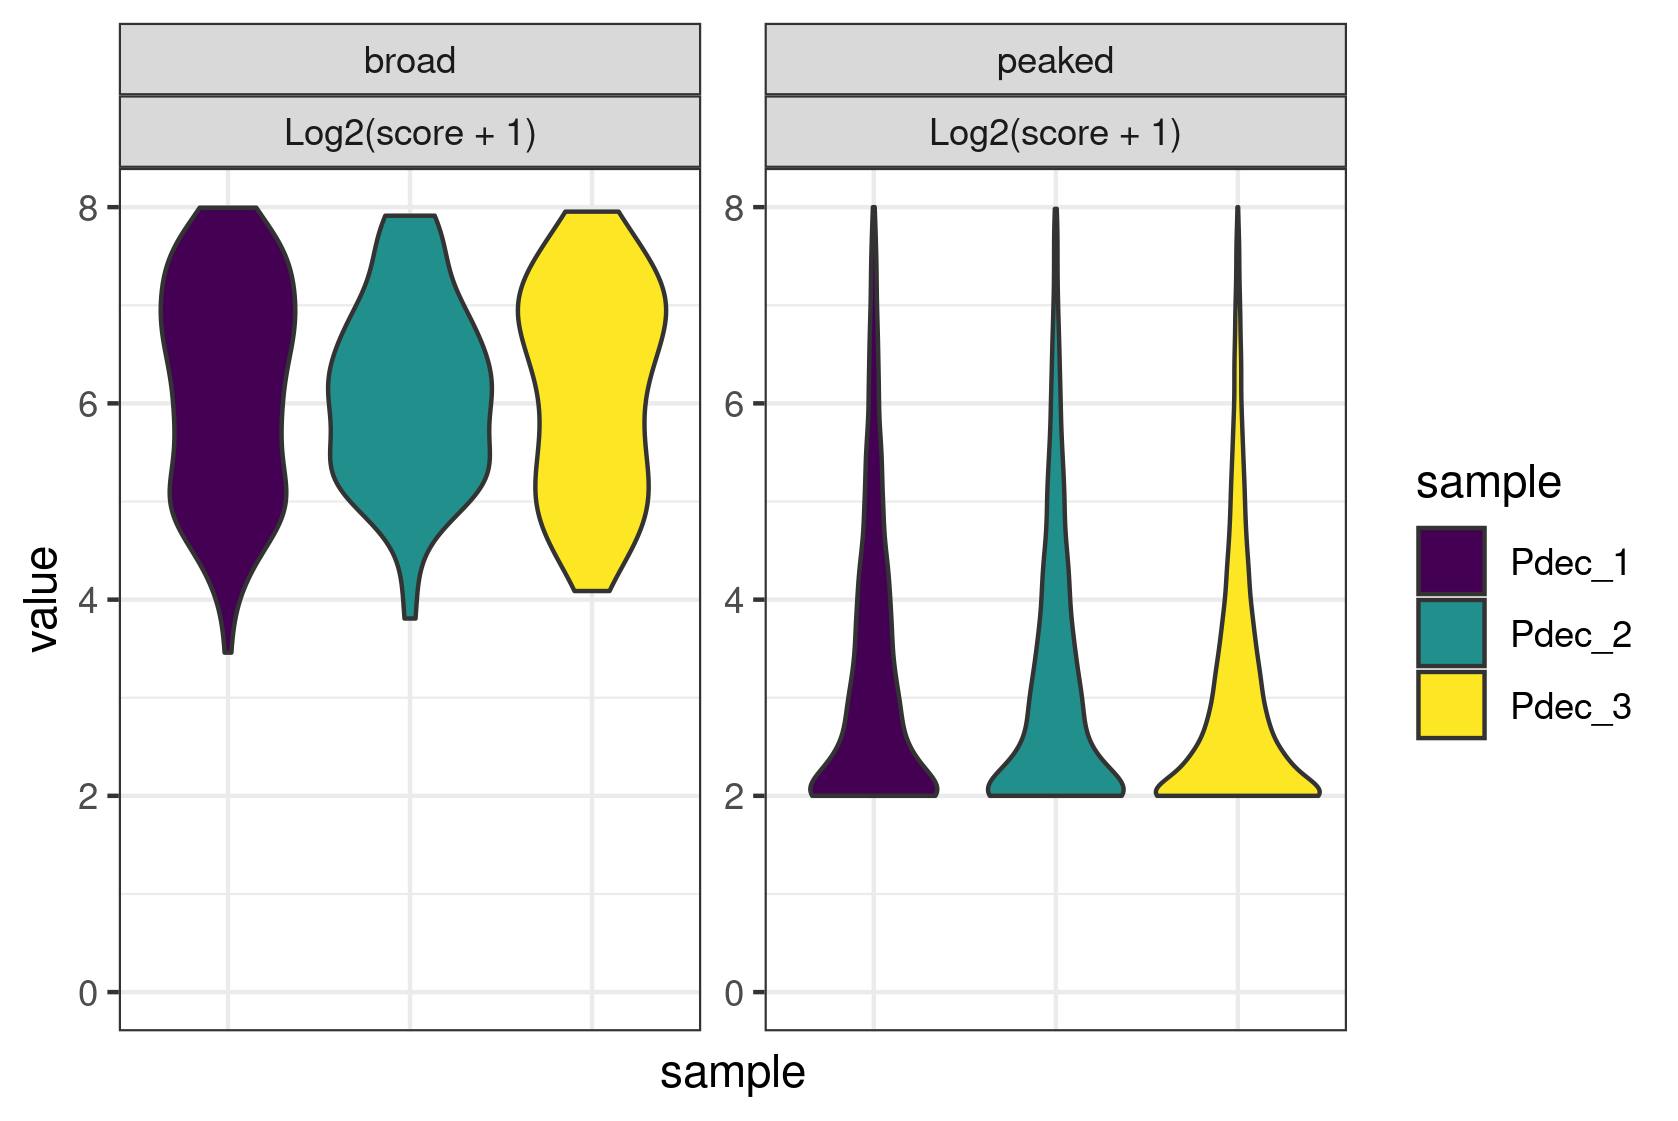 broad
Log2(score + 1)
peaked
Log2(score + 1)
value
8
6
4
2
0
8
6
4
2
0
sample
sample
Pdec_1
Pdec_2
Pdec_3